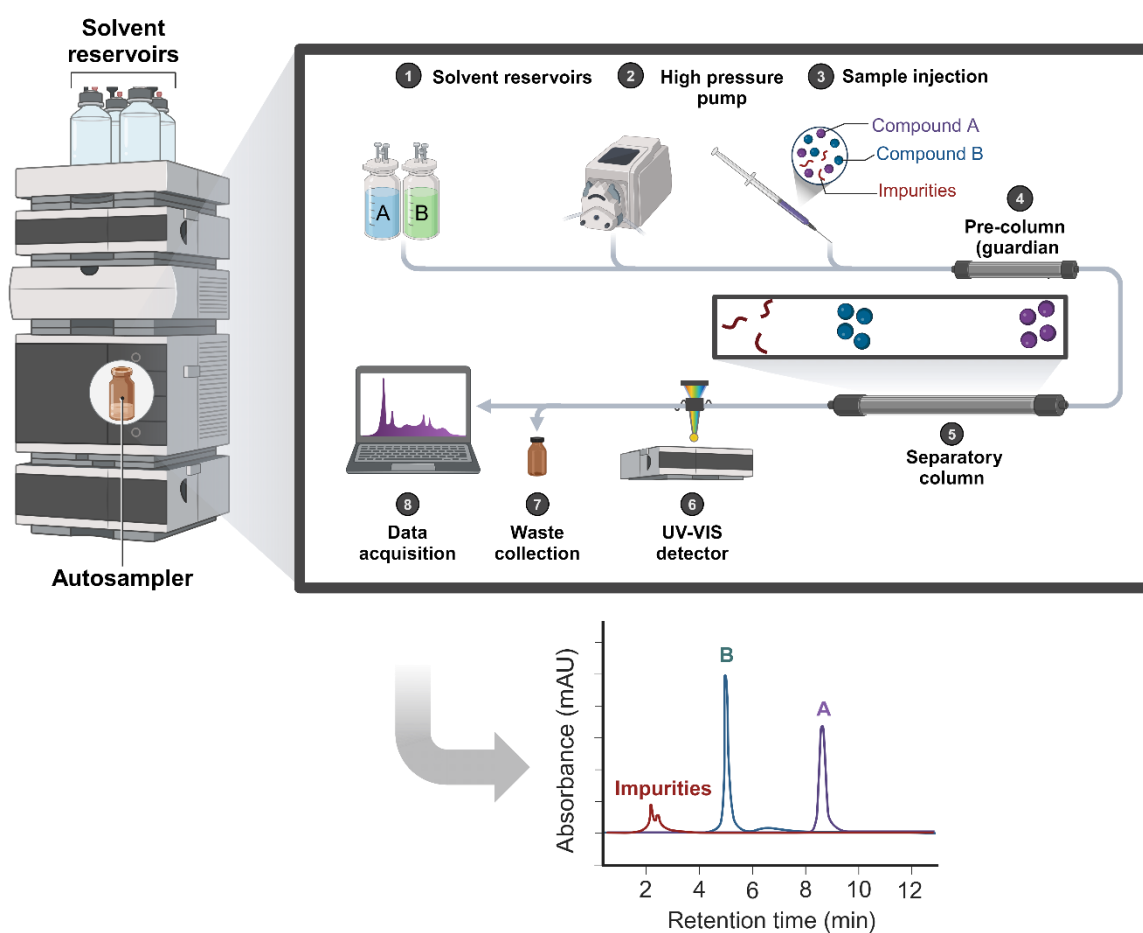 Solvent
reservoirs
Autosampler
1 Solvent reservoirs
2 High pressure
pump
3 Sample injection
Compound A
Compound B
Impurities
A B
4
Pre-column
(guardian
5
Separatory
column
6
UV-VIS
detector
7
Waste
collection
8
Data
acquisition
Absorbance (mAU)
Impurities
B
A
2 4 6 8 10 12
Retention time (min)